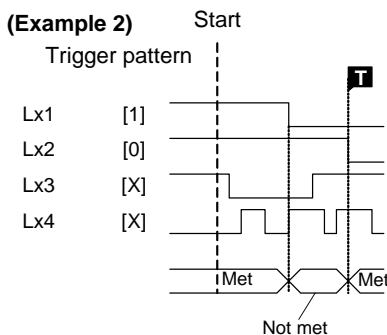 (Example 2) Start
Trigger pattern
T
Lx1 [1]
Lx2 [0]
Lx3 [X]
Lx4 [X]
Met Met
Not met